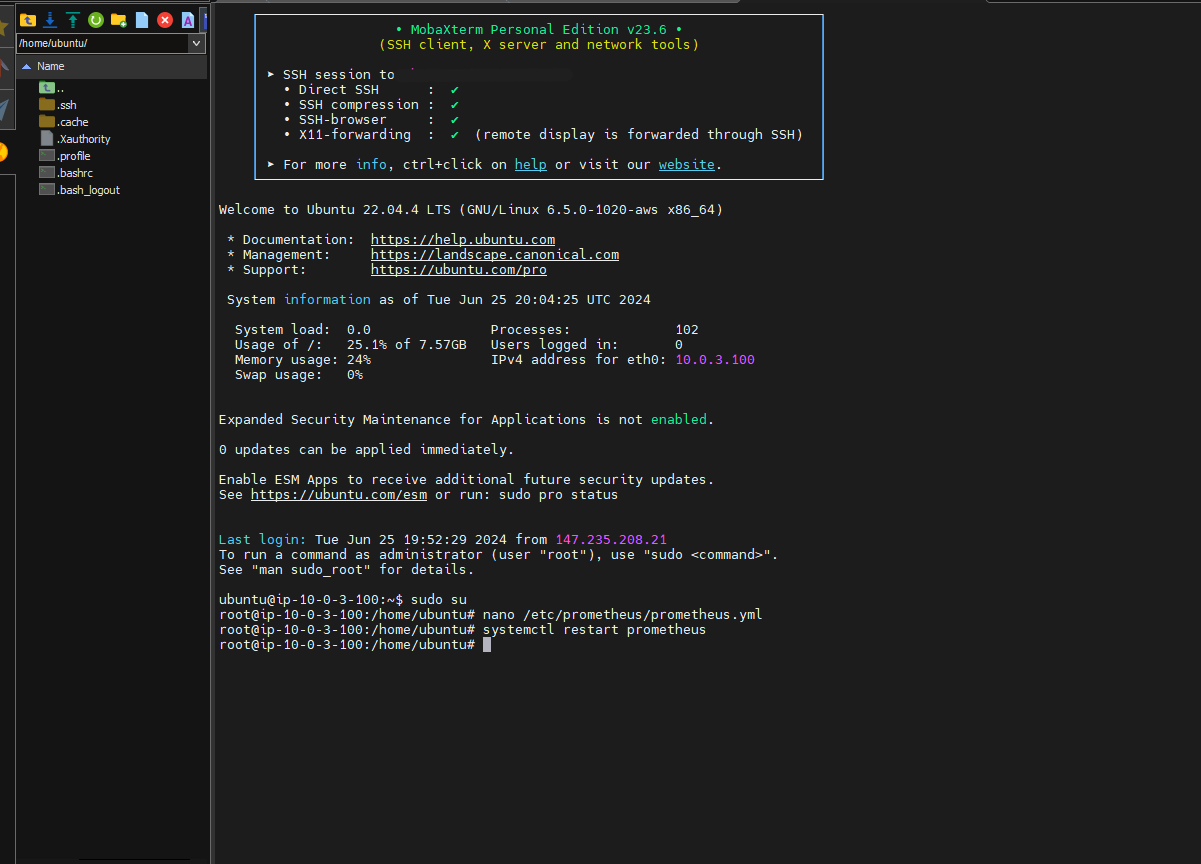 /home/ubuntu/
Name
..
.ssh
.cache
.Xauthority
.profile
.bashrc
.bash_logout
• MobaXterm Personal Edition v23.6 •
(SSH client, X server and network tools)
➤ SSH session to
• Direct SSH : ✔
• SSH compression : ✔
• SSH-browser : ✔
• X11-forwarding : ✔ (remote display is forwarded through SSH)
➤ For more info, ctrl+click on help or visit our website.
Welcome to Ubuntu 22.04.4 LTS (GNU/Linux 6.5.0-1020-aws x86_64)
* Documentation: https://help.ubuntu.com
* Management: https://landscape.canonical.com
* Support: https://ubuntu.com/pro
System information as of Tue Jun 25 20:04:25 UTC 2024
System load: 0.0 Processes: 102
Usage of /: 25.1% of 7.57GB Users logged in: 0
Memory usage: 24% IPv4 address for eth0: 10.0.3.100
Swap usage: 0%
Expanded Security Maintenance for Applications is not enabled.
0 updates can be applied immediately.
Enable ESM Apps to receive additional future security updates.
See https://ubuntu.com/esm or run: sudo pro status
Last login: Tue Jun 25 19:52:29 2024 from 147.235.208.21
To run a command as administrator (user "root"), use "sudo <command>".
See "man sudo_root" for details.
ubuntu@ip-10-0-3-100:~$ sudo su
root@ip-10-0-3-100:/home/ubuntu# nano /etc/prometheus/prometheus.yml
root@ip-10-0-3-100:/home/ubuntu# systemctl restart prometheus
root@ip-10-0-3-100:/home/ubuntu#